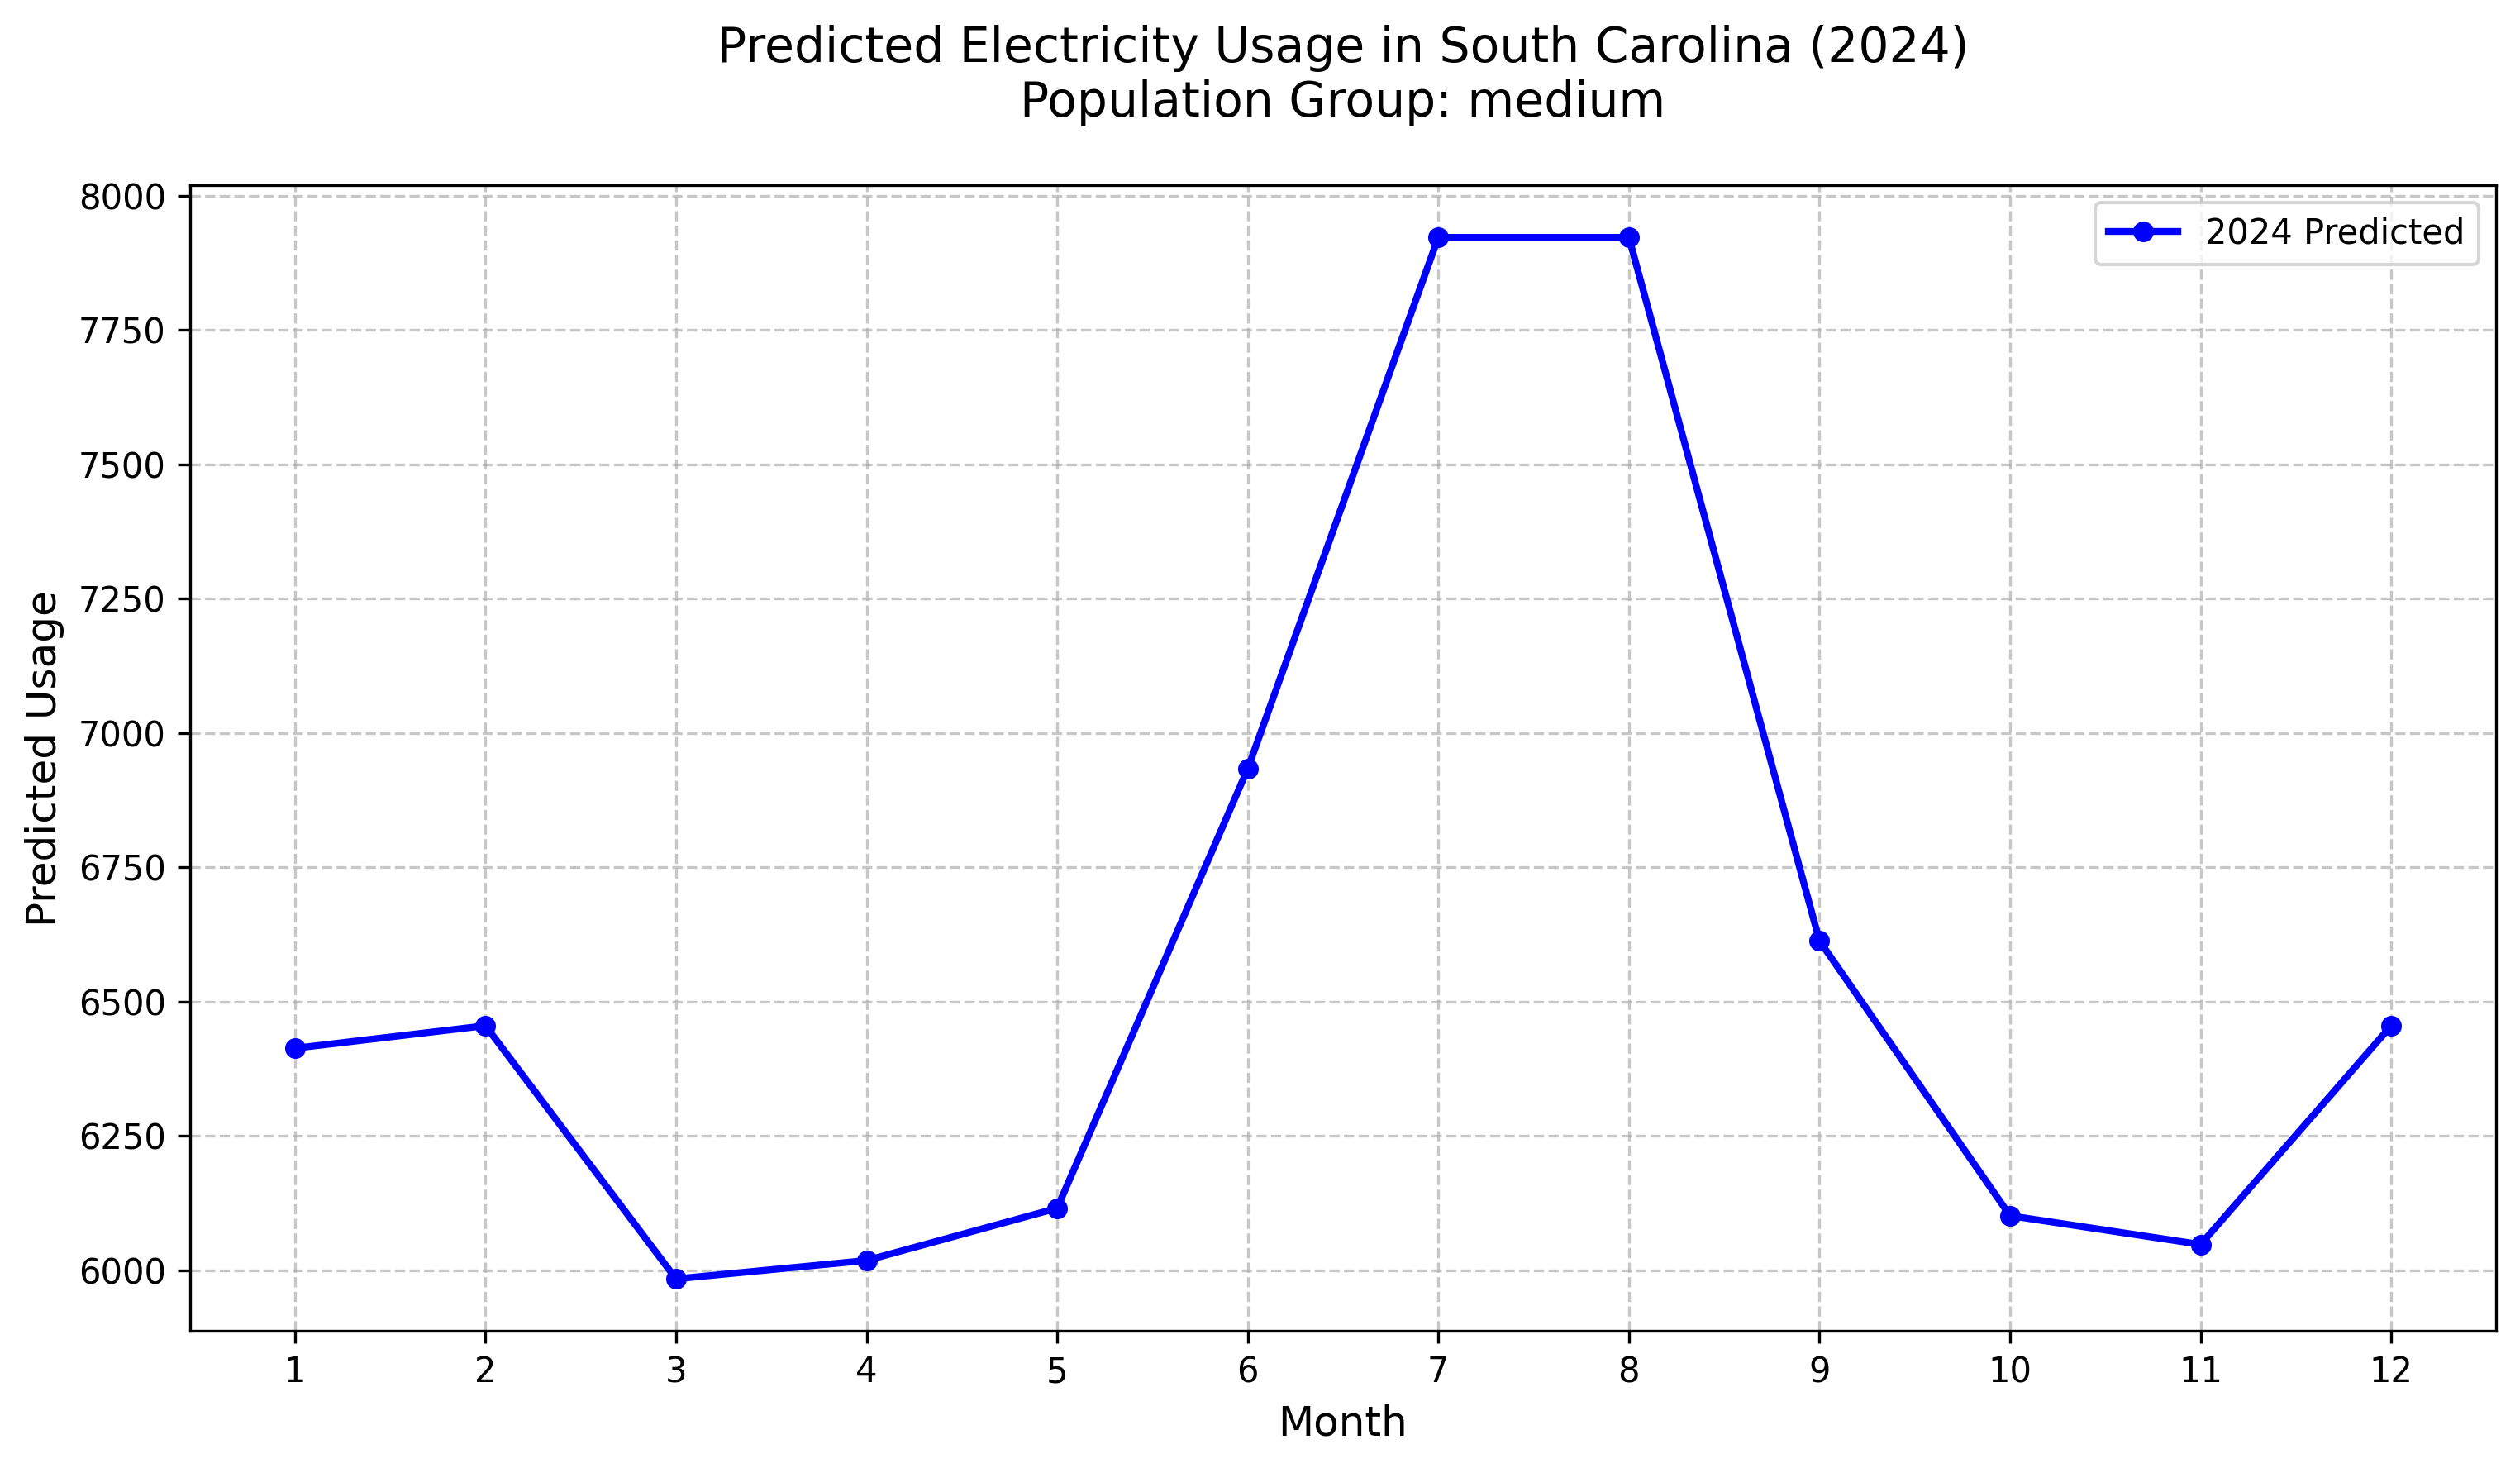 Predicted Electricity Usage in South Carolina (2024)
Population Group: medium
2024 Predicted
Predicted Usage
8000
7750
7500
7250
7000
6750
6500
6250
6000
1 2 3 4 5 6 7 8 9 10 11 12
Month